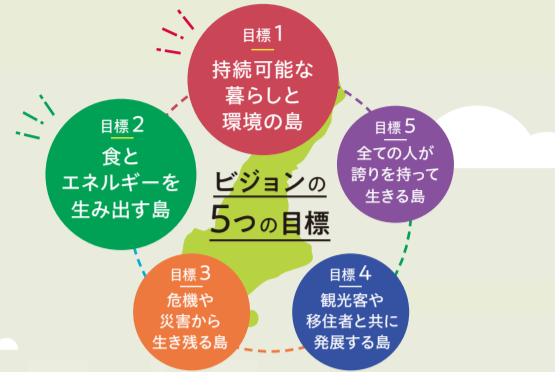 目標1
持続可能な
暮らしと
環境の島
目標2
食と
エネルギーを
生み出す島
目標5
全ての人が
誇りを持って
生きる島
ビジョンの
5つの目標
目標3
危機や
災害から
生き残る島
目標4
観光客や
移住者と共に
発展する島